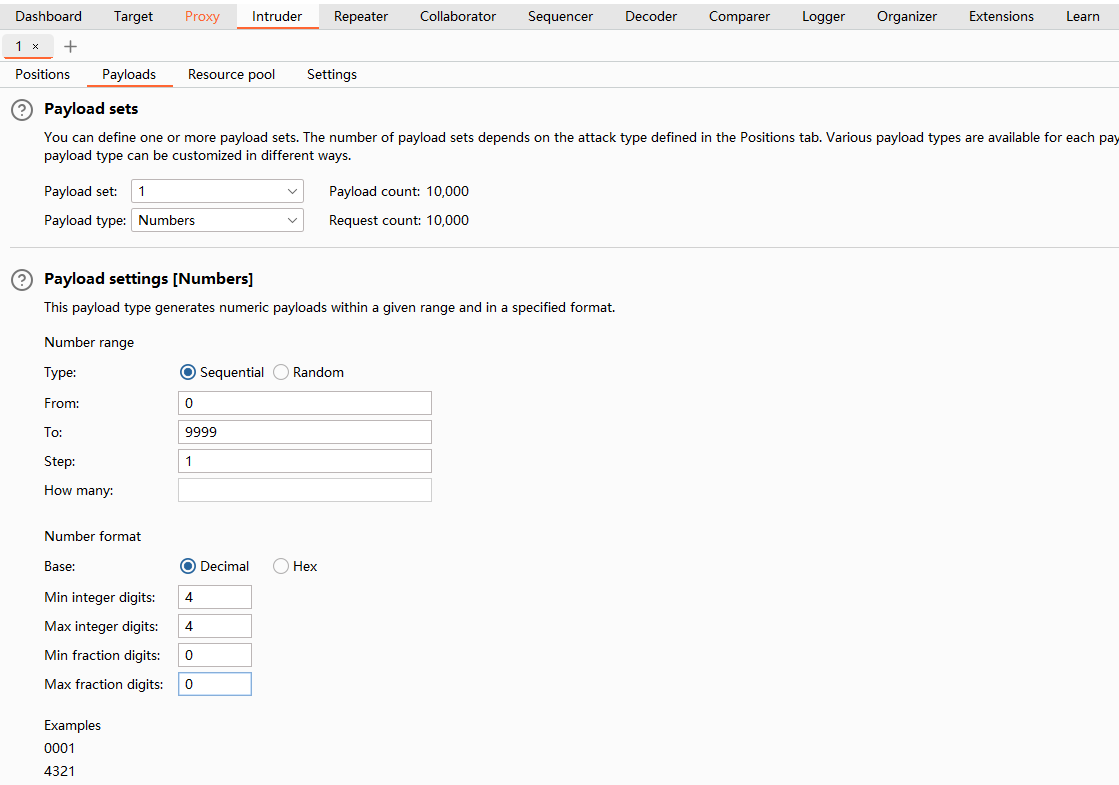 Dashboard Target Proxy Intruder Repeater Collaborator Sequencer Decoder Comparer Logger Organizer Extensions Learn
1 × +
Positions Payloads Resource pool Settings
? Payload sets
You can define one or more payload sets. The number of payload sets depends on the attack type defined in the Positions tab. Various payload types are available for each pay
payload type can be customized in different ways.
Payload set: 1 Payload count: 10,000
Payload type: Numbers Request count: 10,000
? Payload settings [Numbers]
This payload type generates numeric payloads within a given range and in a specified format.
Number range
Type: Sequential Random
From: 0
To: 9999
Step: 1
How many:
Number format
Base: Decimal Hex
Min integer digits: 4
Max integer digits: 4
Min fraction digits: 0
Max fraction digits: 0
Examples
0001
4321